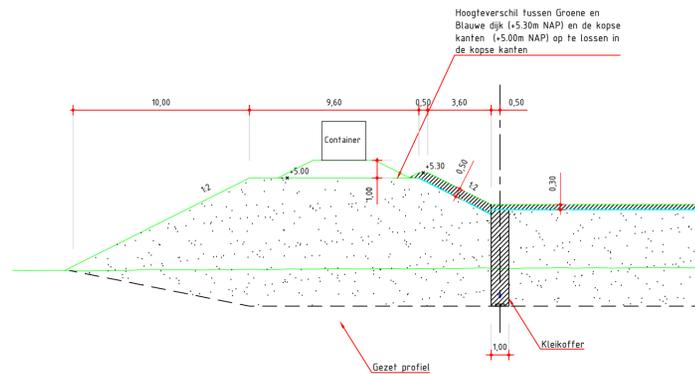 Hoogteverschil tussen Groene en
Blauwe dijk (+5.30m NAP) en de kopse
kanten (+5.00m NAP) op te lossen in
de kopse kanten
10,00
9,60
0,50
3,60
0,50
Container
+5.00
+5.30
0,50
1:2
1:2
1,00
0,30
Kleikoffer
1,00
Gezet profiel